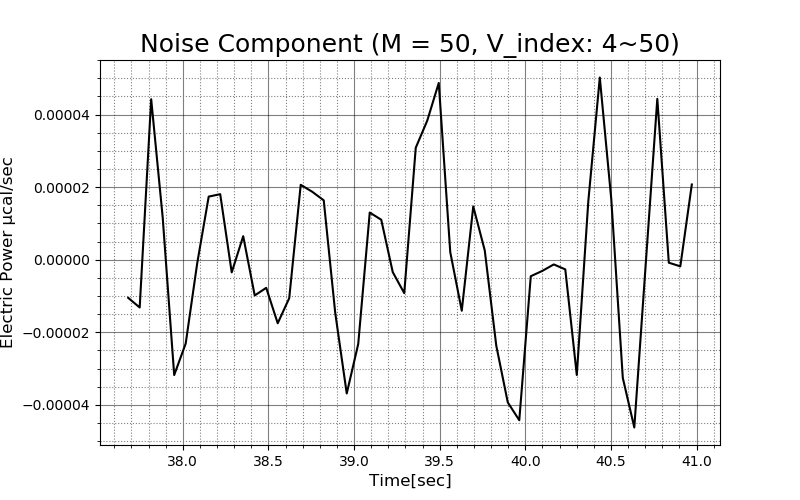 Noise Component (M = 50, V_index: 4~50)
Electric Power μcal/sec
0.00004
0.00002
0.00000
−0.00002
−0.00004
38.0 38.5 39.0 39.5 40.0 40.5 41.0
Time[sec]